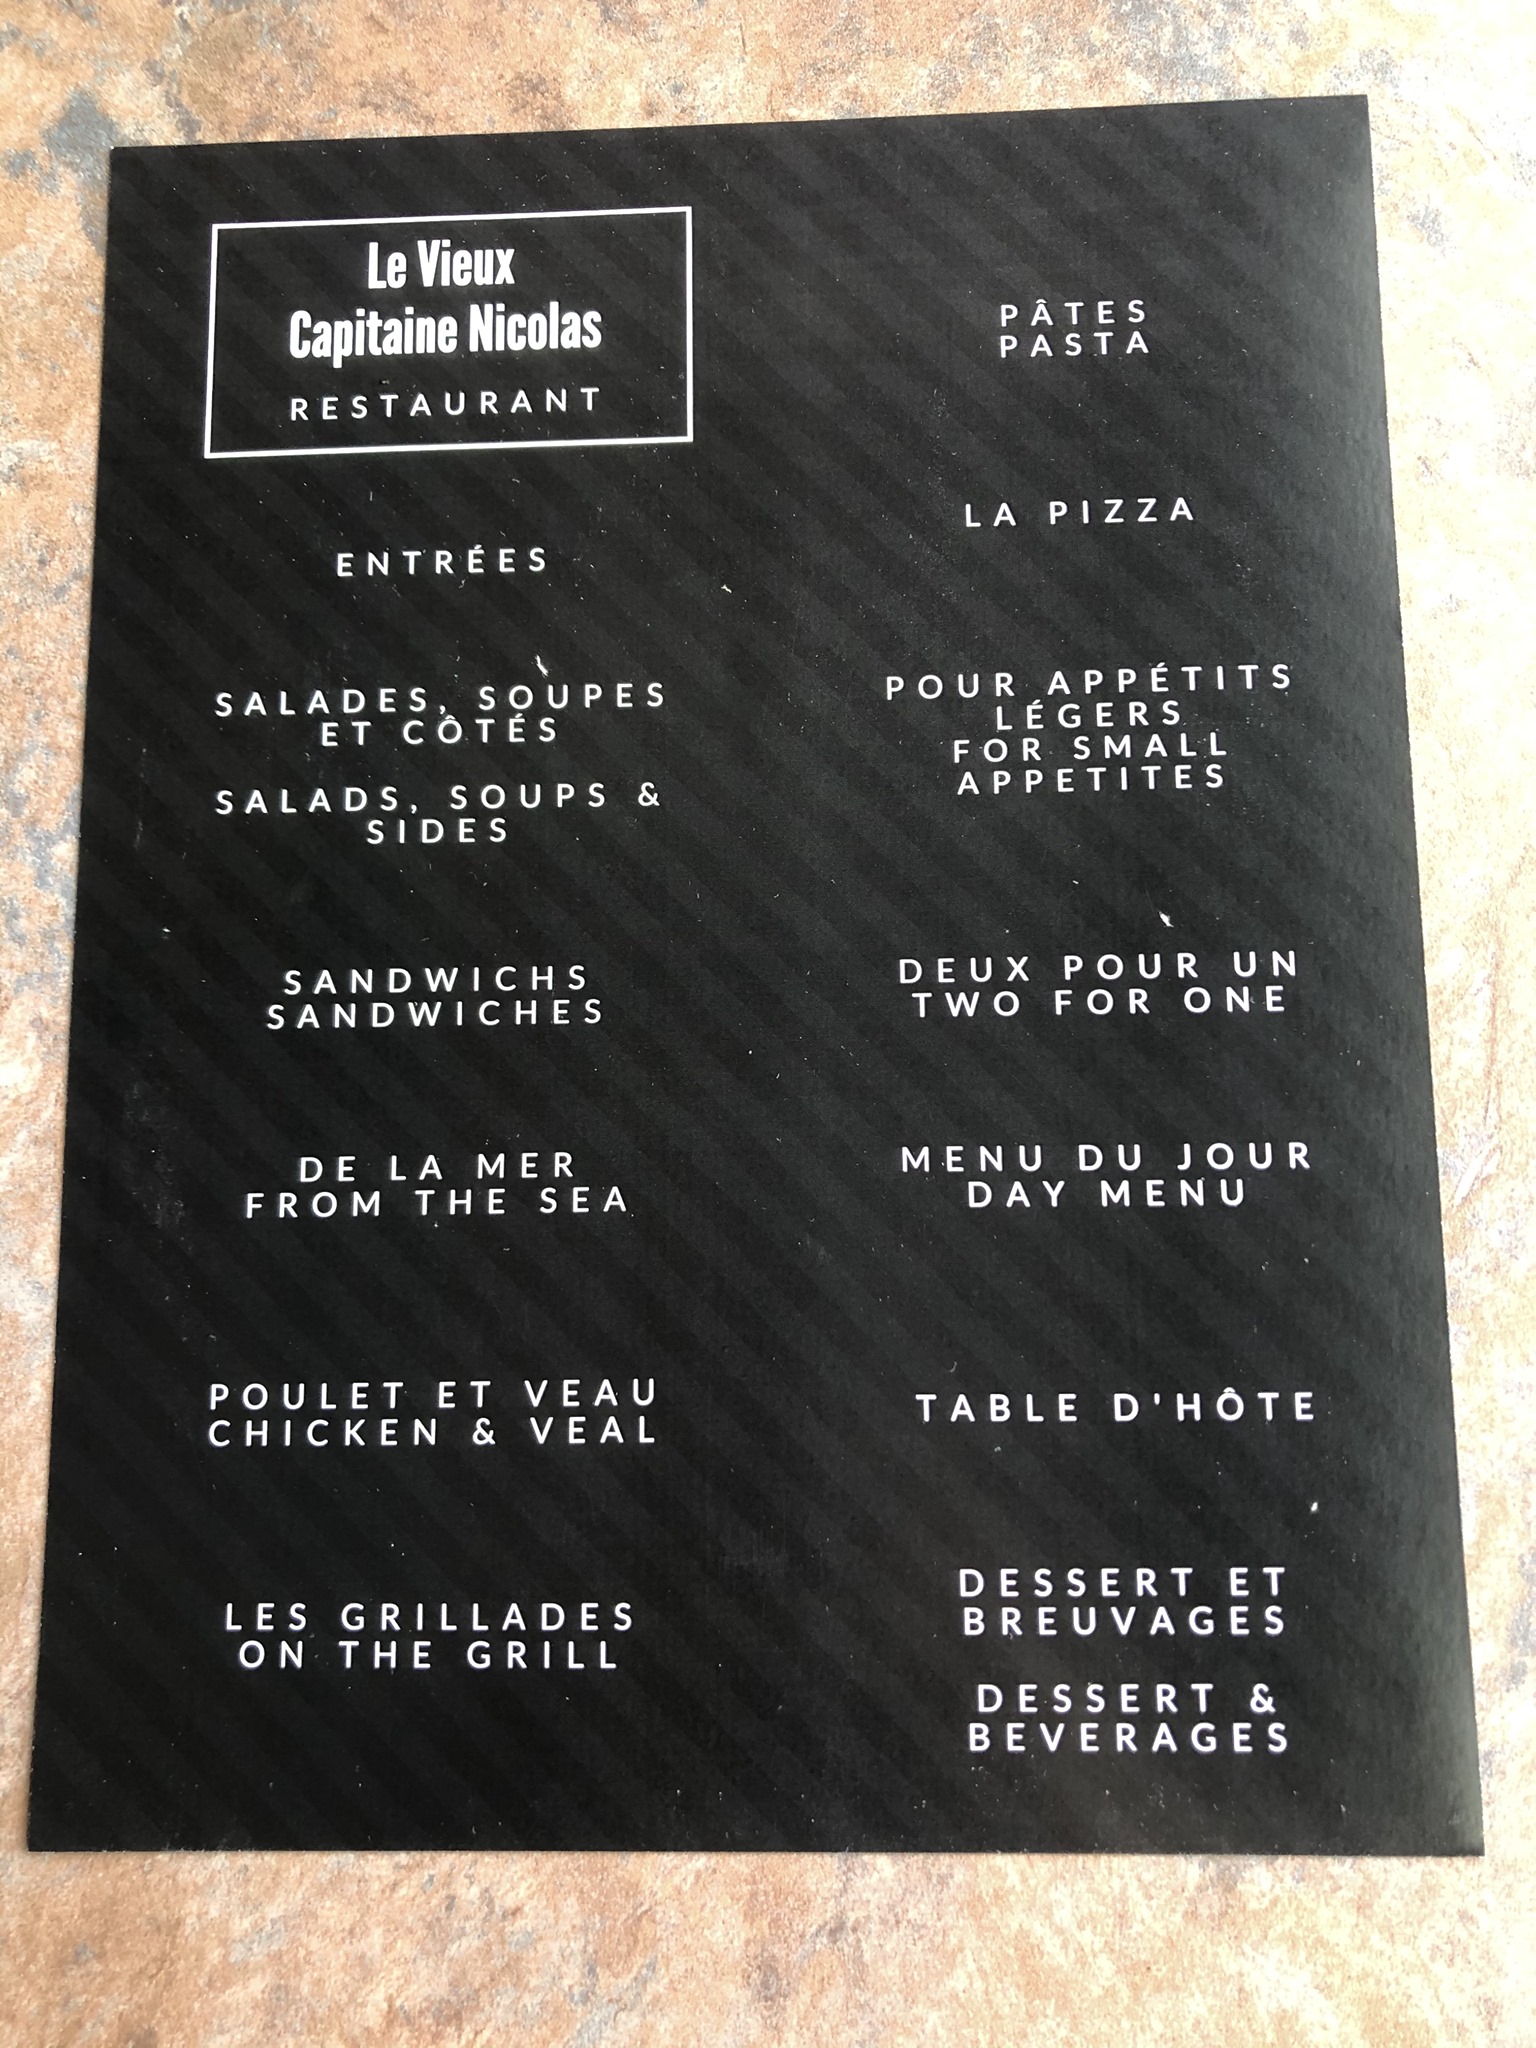 Le Vieux
Capitaine Nicolas
RESTAURANT
ENTRÉES
SALADES, SOUPES
ET CÔTÉS
SALADS, SOUPS &
SIDES
SANDWICHS
SANDWICHES
DE LA MER
FROM THE SEA
POULET ET VEAU
CHICKEN & VEAL
LES GRILLADES
ON THE GRILL
PÂTES
PASTA
LA PIZZA
POUR APPÉTITS
LÉGERS
FOR SMALL
APPETITES
DEUX POUR UN
TWO FOR ONE
MENU DU JOUR
DAY MENU
TABLE D'HÔTE
DESSERT ET
BREUVAGES
DESSERT &
BEVERAGES